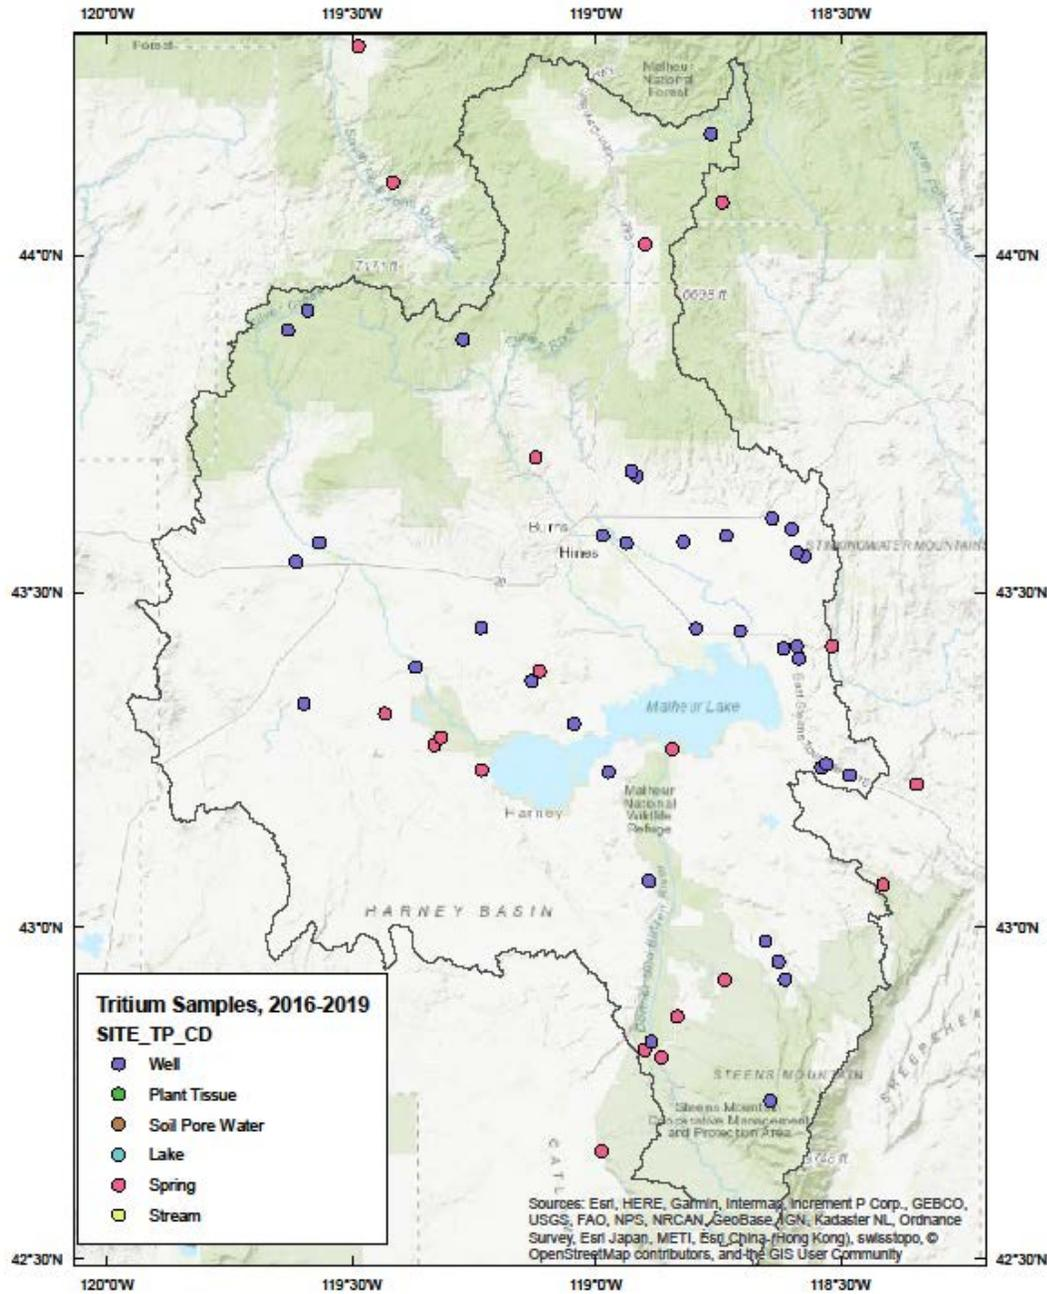 120°0'W 119°30'W 119°0'W 118°30'W
Forest
Malheur
National
Forest
44°0'N 44°0'N
7171 ft
6698 ft
Burns
Hines
STINKINGWATER MOUNTAINS
20
43°30'N 43°30'N
Malheur Lake
Malheur
National
Wildlife
Refuge
Harney
HARNEY BASIN
43°0'N 43°0'N
STEENS MOUNTAIN
Steens Mountain
Cooperative Management
and Protection Area
Tritium Samples, 2016-2019
SITE_TP_CD
Well
Plant Tissue
Soil Pore Water
Lake
Spring
Stream
Sources: Esri, HERE, Garmin, Intermap, increment P Corp., GEBCO,
USGS, FAO, NPS, NRCAN, GeoBase, IGN, Kadaster NL, Ordnance
Survey, Esri Japan, METI, Esri China (Hong Kong), swisstopo, ©
OpenStreetMap contributors, and the GIS User Community
42°30'N 42°30'N
120°0'W 119°30'W 119°0'W 118°30'W